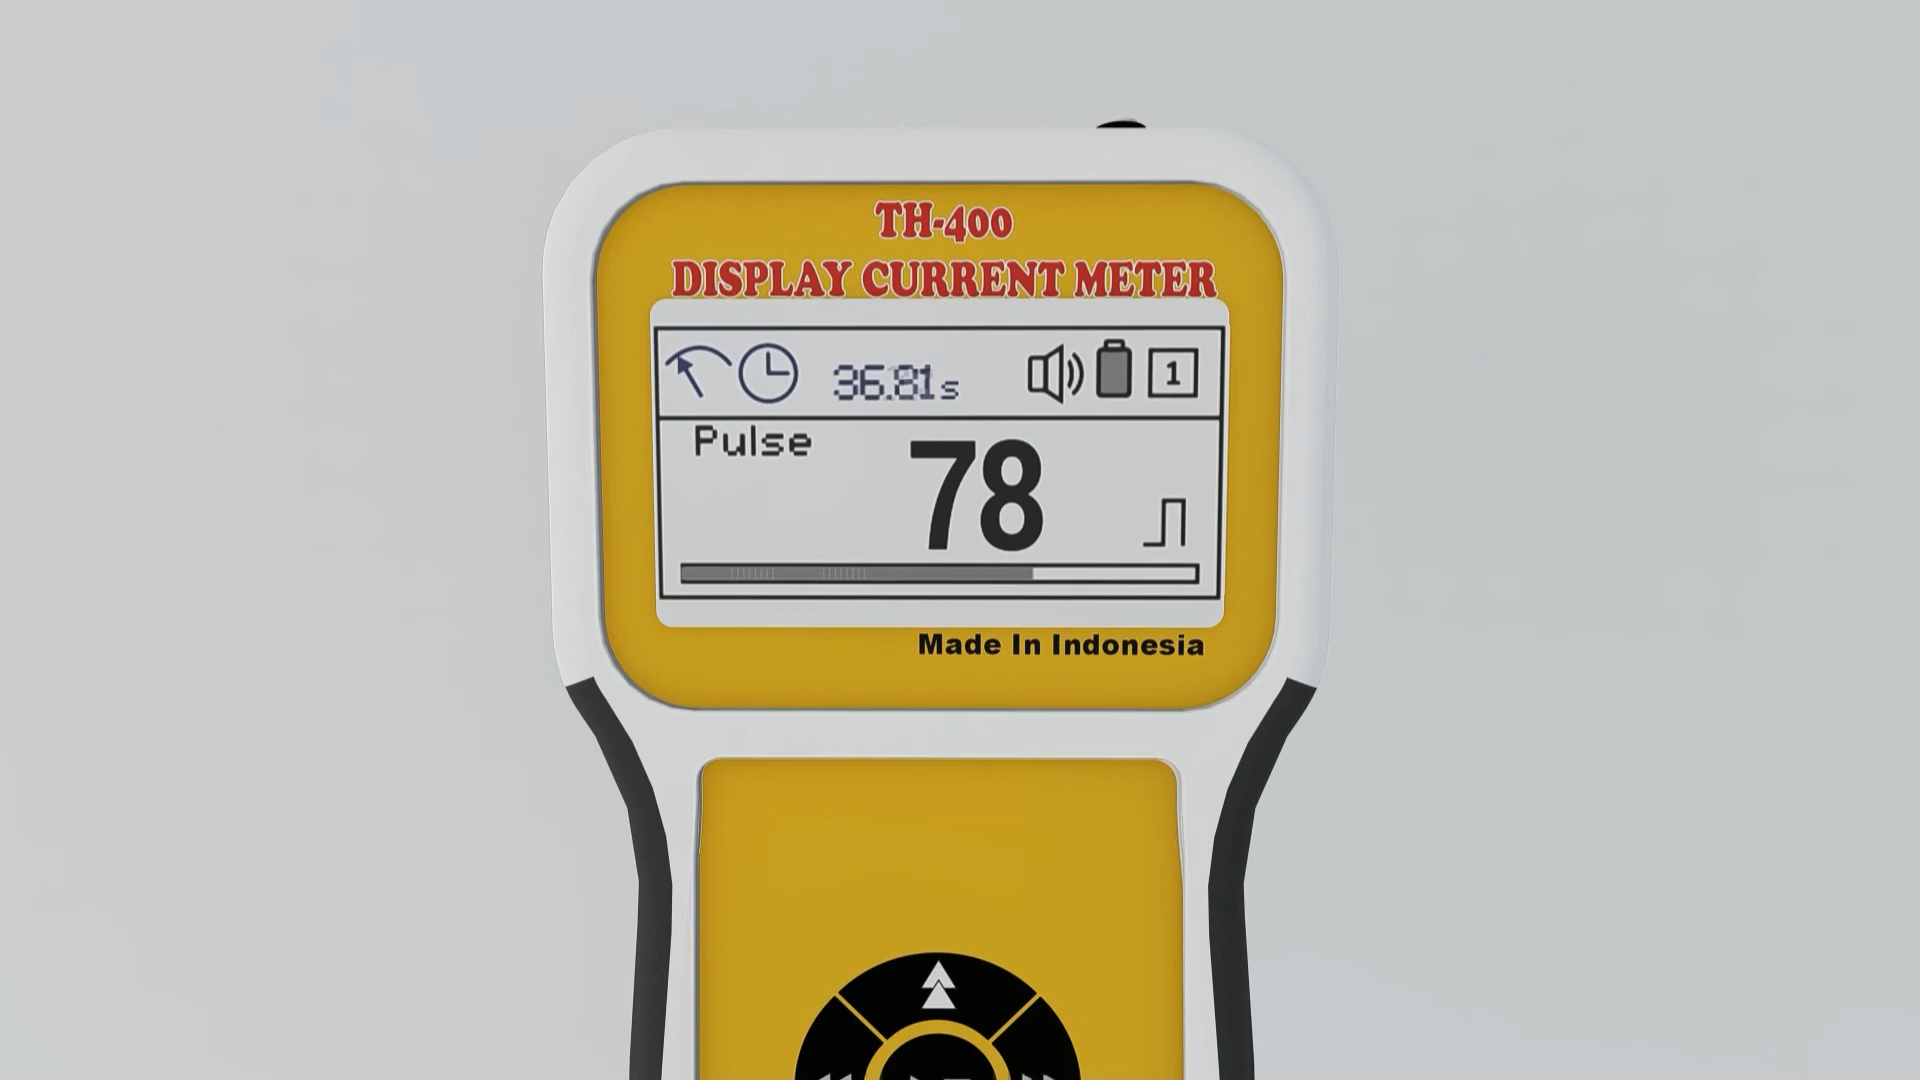 TH-400
DISPLAY CURRENT METER
36.81s
1
Pulse
78
Made In Indonesia